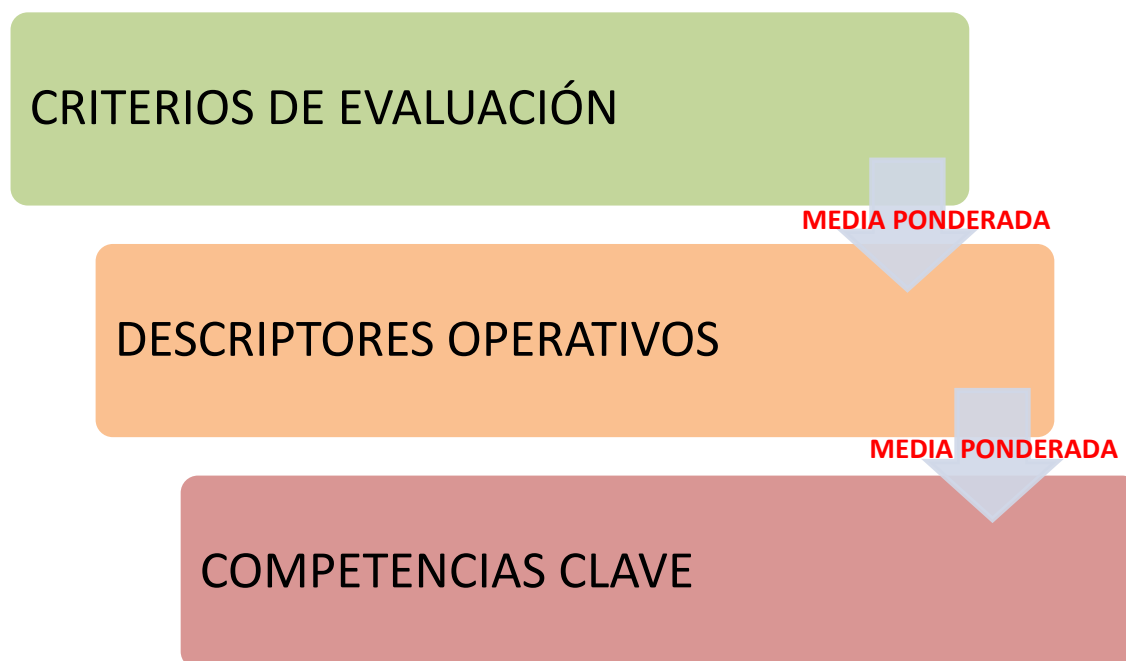 CRITERIOS DE EVALUACIÓN
MEDIA PONDERADA
DESCRIPTORES OPERATIVOS
MEDIA PONDERADA
COMPETENCIAS CLAVE